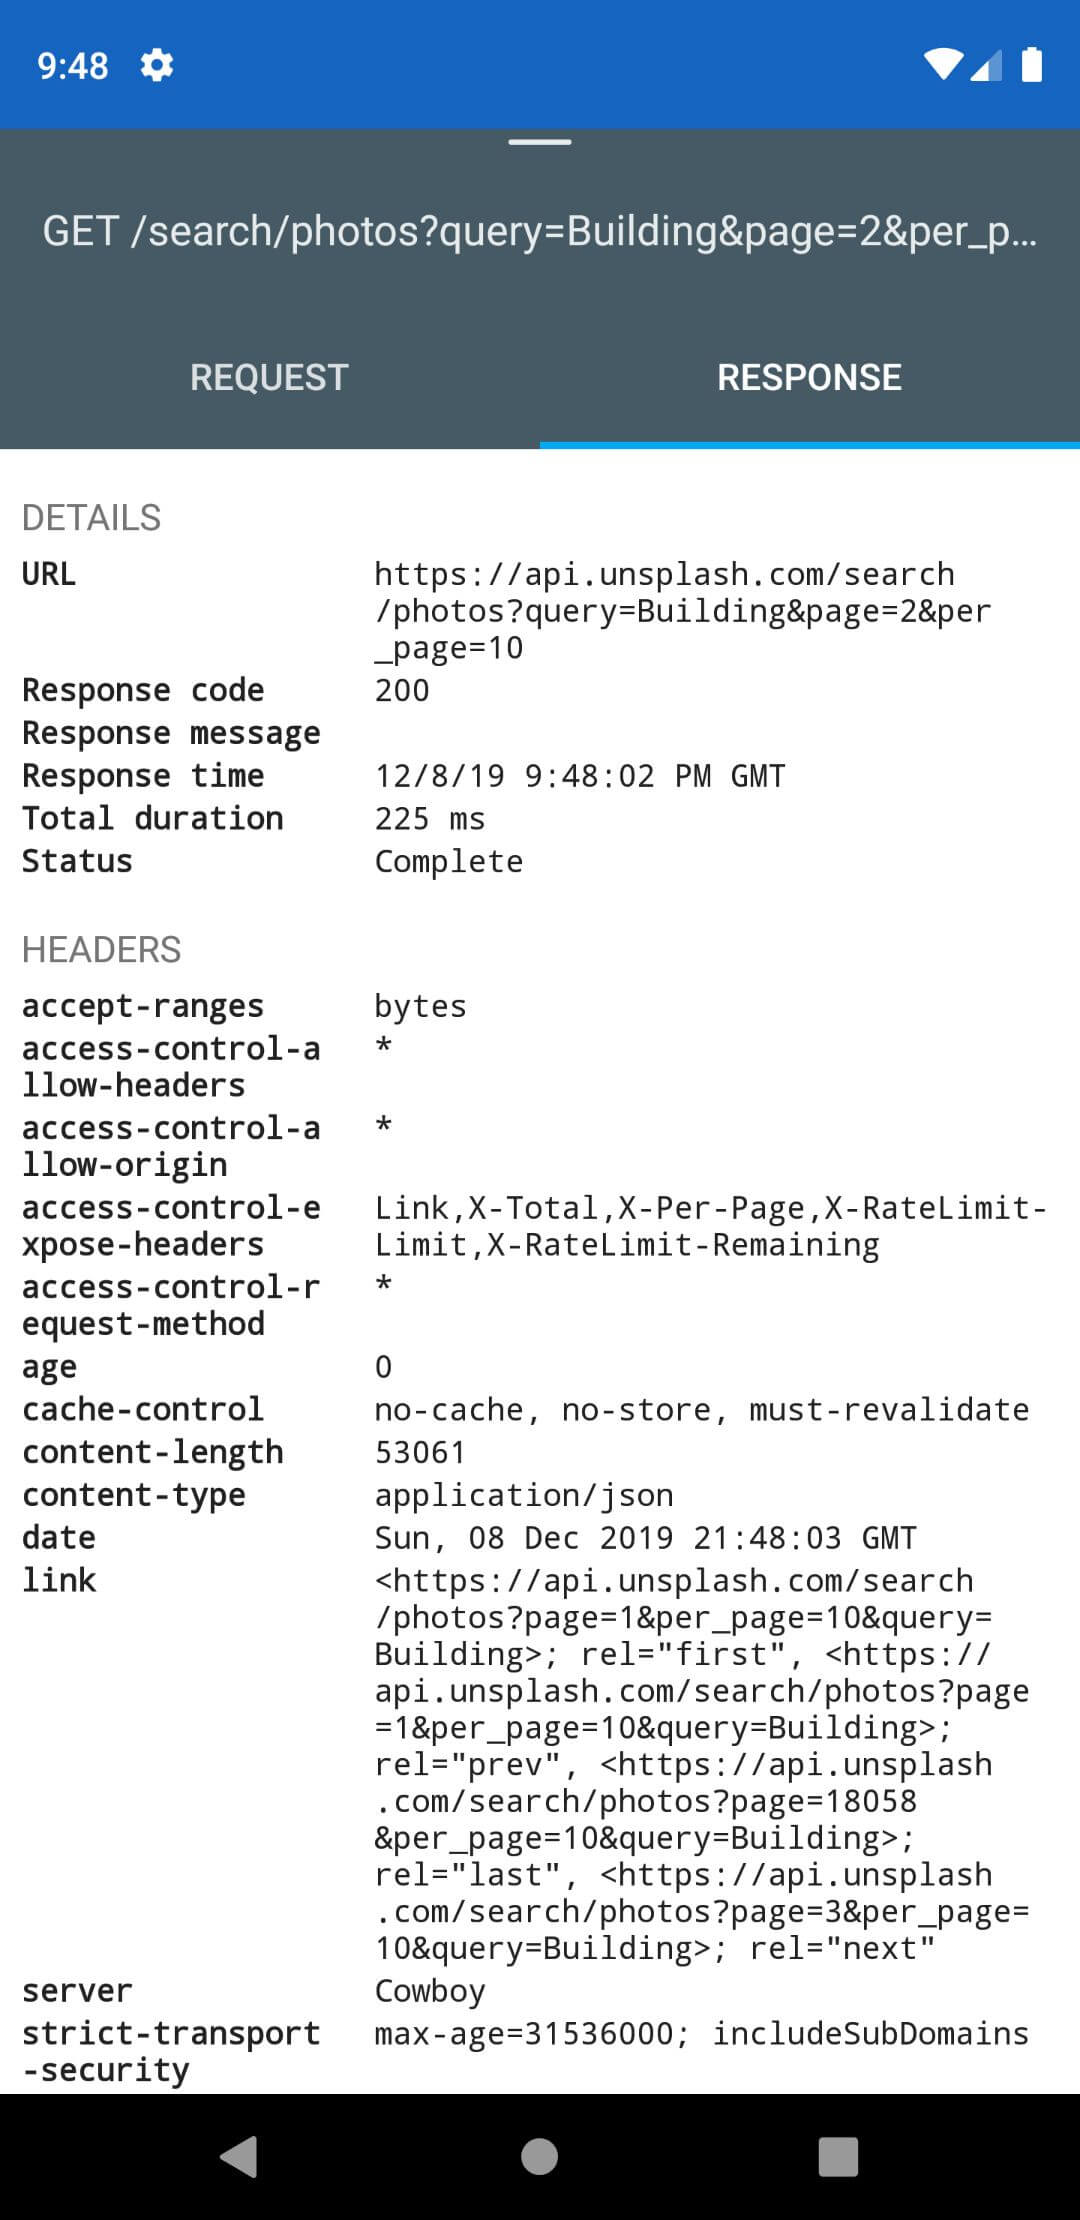 9:48
GET /search/photos?query=Building&page=2&per_p...
REQUEST RESPONSE
DETAILS
URL https://api.unsplash.com/search
/photos?query=Building&page=2&per
_page=10
Response code 200
Response message
Response time 12/8/19 9:48:02 PM GMT
Total duration 225 ms
Status Complete
HEADERS
accept-ranges bytes
access-control-a *
llow-headers
access-control-a *
llow-origin
access-control-e Link,X-Total,X-Per-Page,X-RateLimit-
xpose-headers Limit,X-RateLimit-Remaining
access-control-r *
equest-method
age 0
cache-control no-cache, no-store, must-revalidate
content-length 53061
content-type application/json
date Sun, 08 Dec 2019 21:48:03 GMT
link <https://api.unsplash.com/search
/photos?page=1&per_page=10&query=
Building>; rel="first", <https://
api.unsplash.com/search/photos?page
=1&per_page=10&query=Building>;
rel="prev", <https://api.unsplash
.com/search/photos?page=18058
&per_page=10&query=Building>;
rel="last", <https://api.unsplash
.com/search/photos?page=3&per_page=
10&query=Building>; rel="next"
server Cowboy
strict-transport max-age=31536000; includeSubDomains
-security